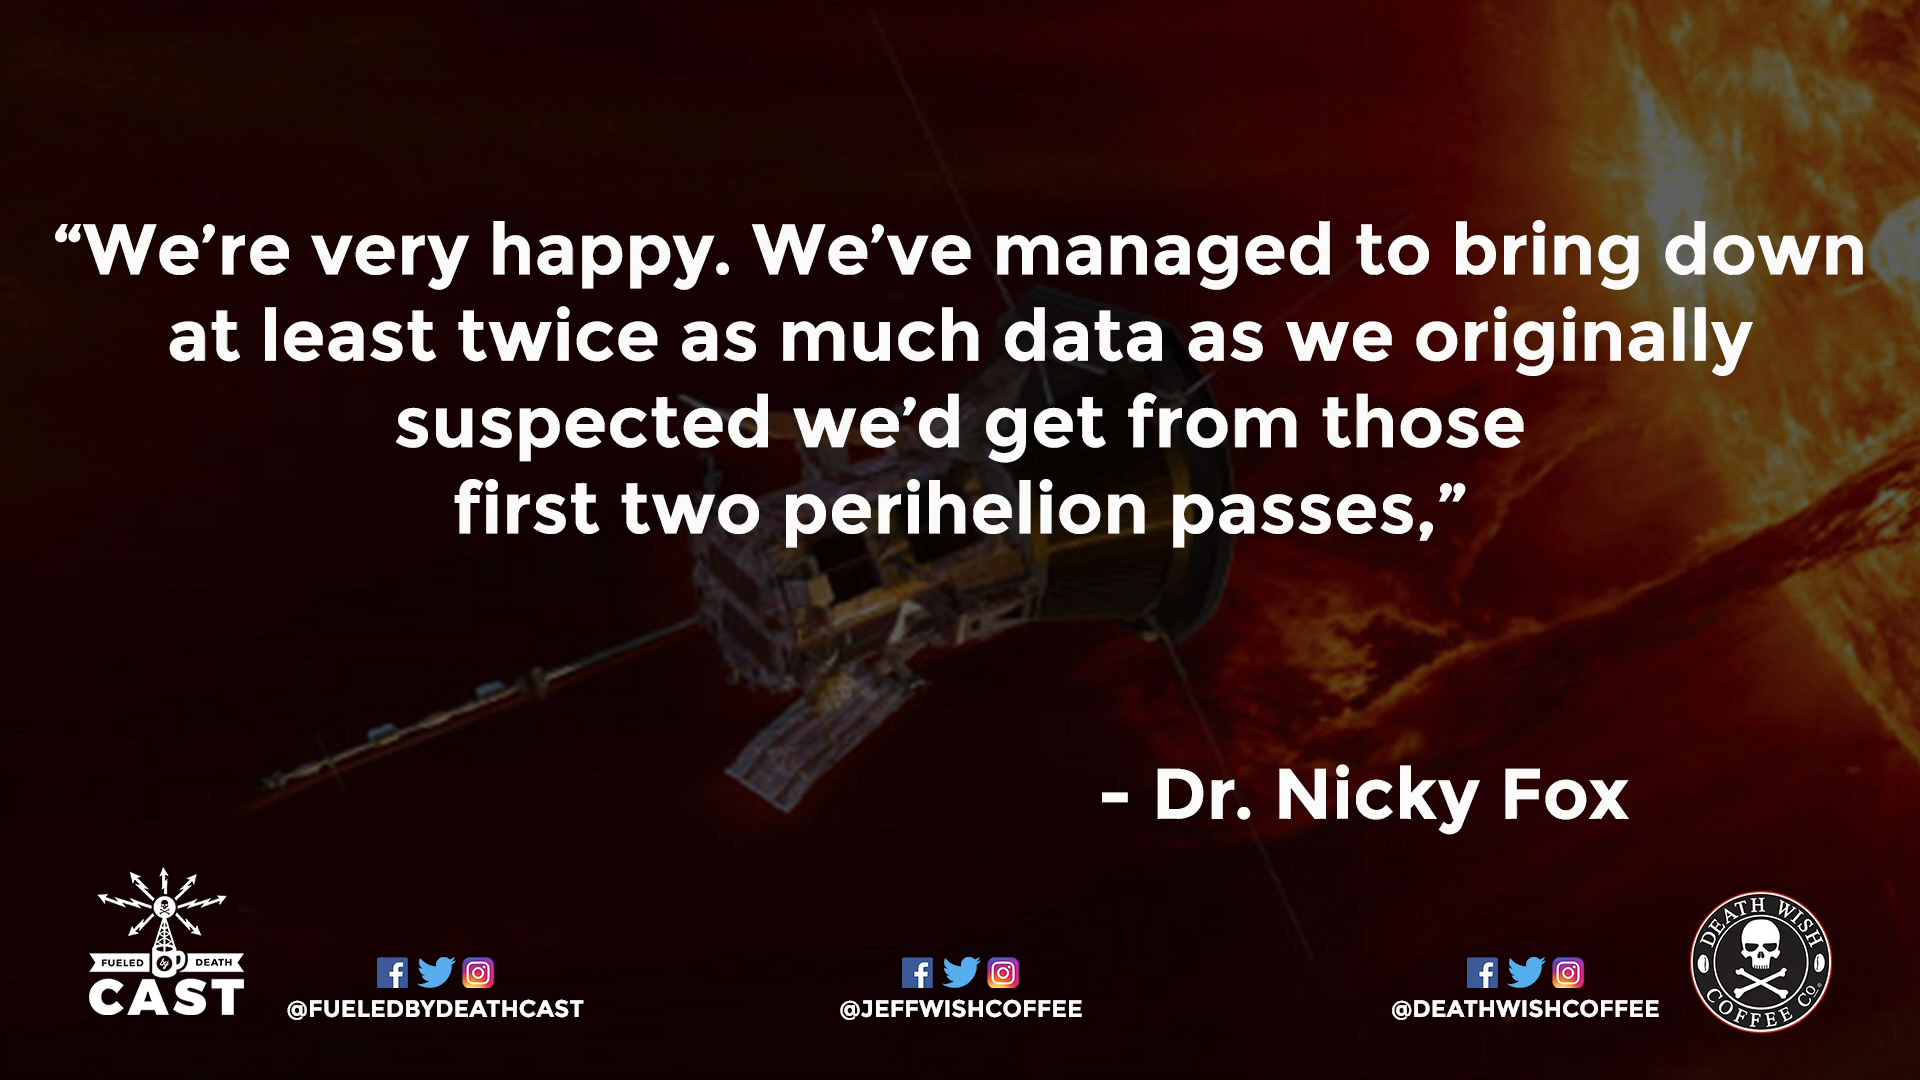 “We’re very happy. We’ve managed to bring down
at least twice as much data as we originally
suspected we’d get from those
first two perihelion passes,”
- Dr. Nicky Fox
FUELED by DEATH
CAST
@FUELEDBYDEATHCAST
@JEFFWISHCOFFEE
@DEATHWISHCOFFEE
DEATH WISH
COFFEE CO.